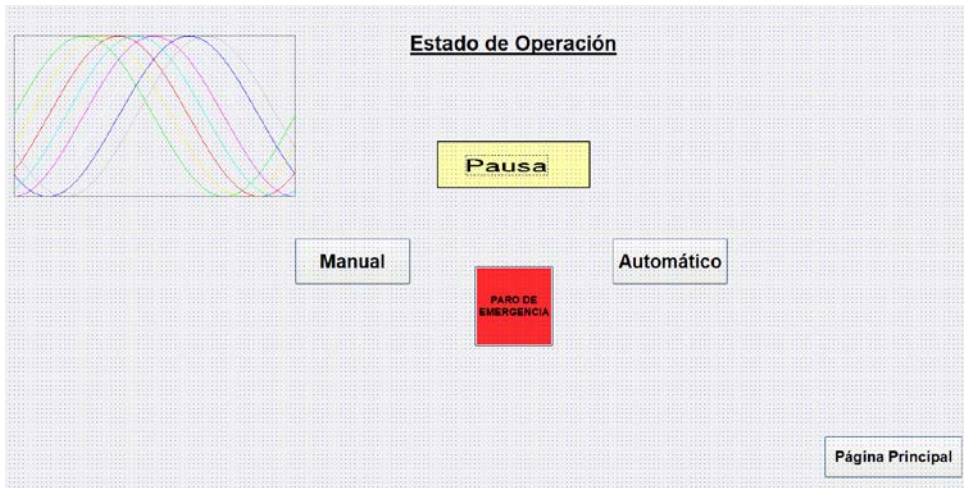 Estado de Operación
Pausa
Manual
Automático
PARO DE
EMERGENCIA
Página Principal